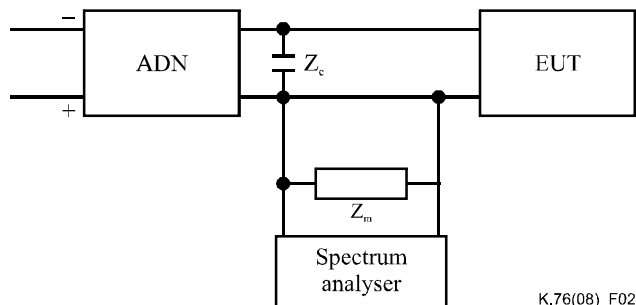 −
ADN
Z_c
EUT
+
Z_m
Spectrum
analyser
K.76(08)_F02